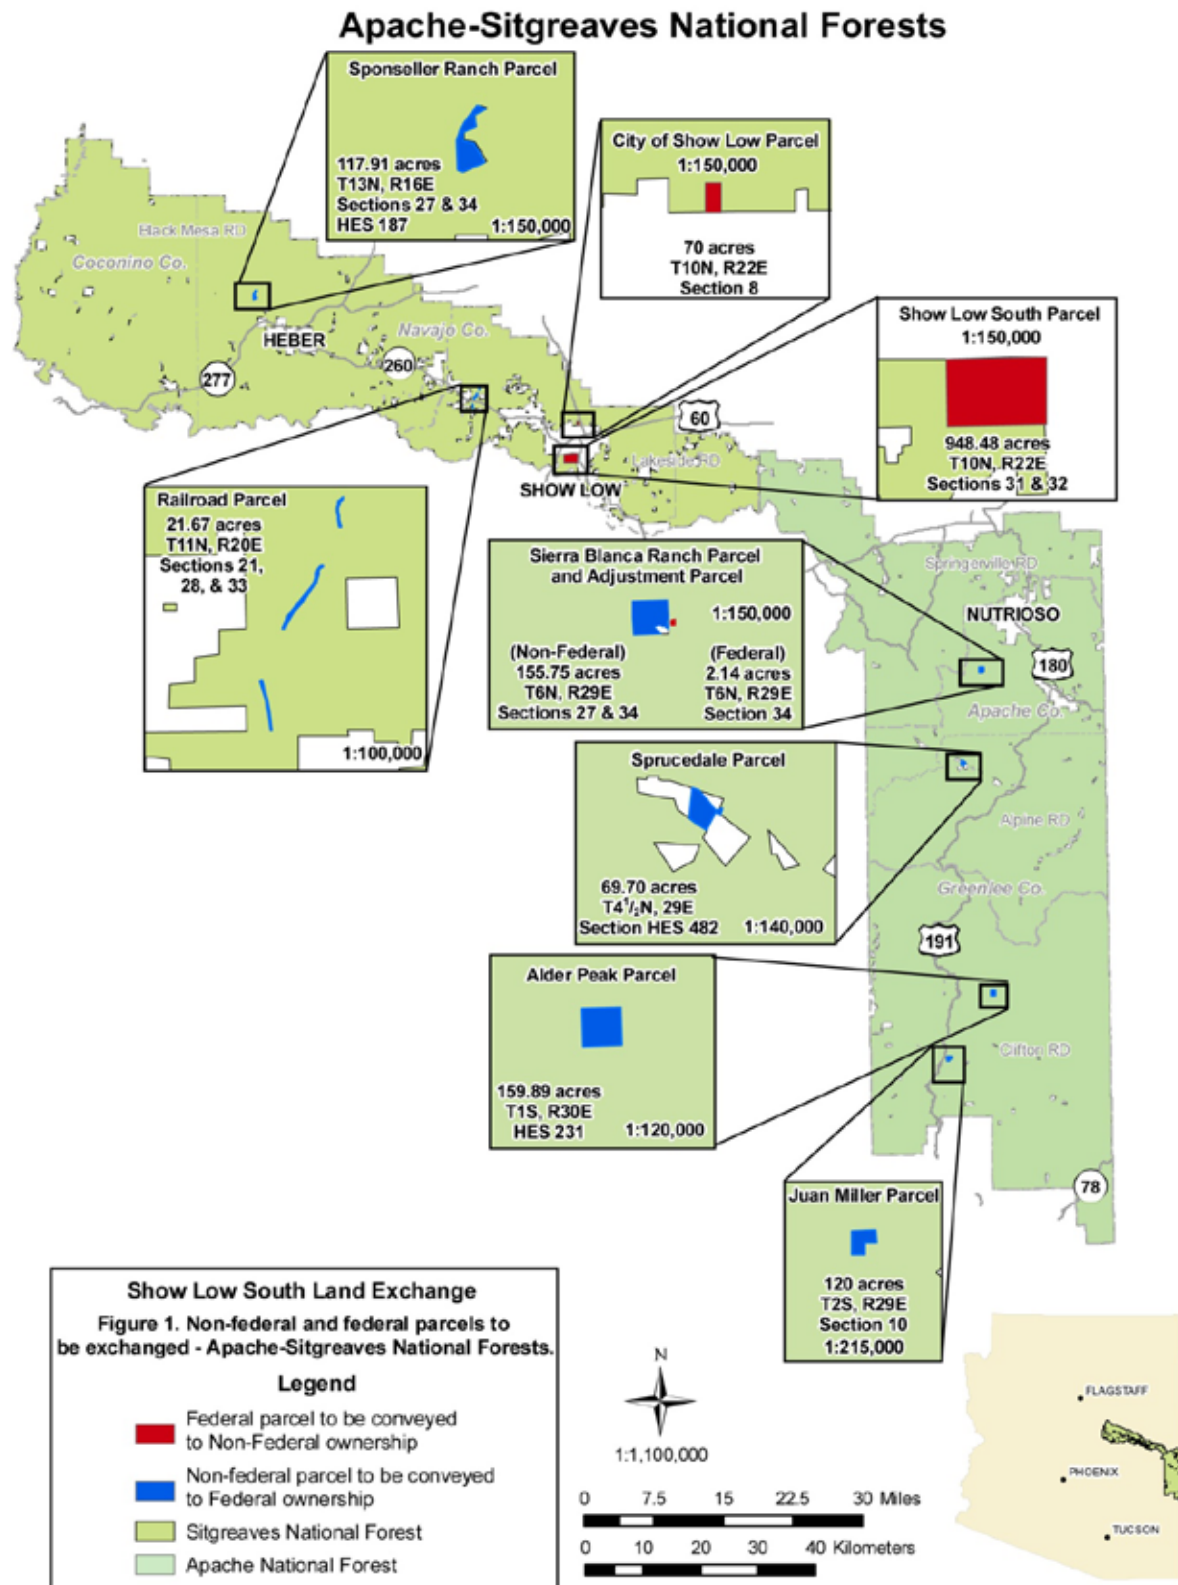 Apache-Sitgreaves National Forests
Sponseller Ranch Parcel
117.91 acres
T13N, R16E
Sections 27 & 34
HES 187
1:150,000
City of Show Low Parcel
1:150,000
70 acres
T10N, R22E
Section 8
Black Mesa RD
Coconino Co.
HEBER
Navajo Co.
277
260
60
Lakeside RD
SHOW LOW
Show Low South Parcel
1:150,000
948.48 acres
T10N, R22E
Sections 31 & 32
Railroad Parcel
21.67 acres
T11N, R20E
Sections 21,
28, & 33
1:100,000
Sierra Blanca Ranch Parcel
and Adjustment Parcel
1:150,000
(Non-Federal)
155.75 acres
T6N, R29E
Sections 27 & 34
(Federal)
2.14 acres
T6N, R29E
Section 34
Springerville RD
NUTRIOSO
180
Apache Co.
Sprucedale Parcel
69.70 acres
T4¹/₂N, 29E
Section HES 482
1:140,000
Alpine RD
Greenlee Co.
191
Alder Peak Parcel
159.89 acres
T1S, R30E
HES 231
1:120,000
Clifton RD
78
Juan Miller Parcel
120 acres
T2S, R29E
Section 10
1:215,000
Show Low South Land Exchange
Figure 1. Non-federal and federal parcels to
be exchanged - Apache-Sitgreaves National Forests.
Legend
Federal parcel to be conveyed
to Non-Federal ownership
Non-federal parcel to be conveyed
to Federal ownership
Sitgreaves National Forest
Apache National Forest
N
1:1,100,000
0 7.5 15 22.5 30 Miles
0 10 20 30 40 Kilometers
FLAGSTAFF
PHOENIX
TUCSON